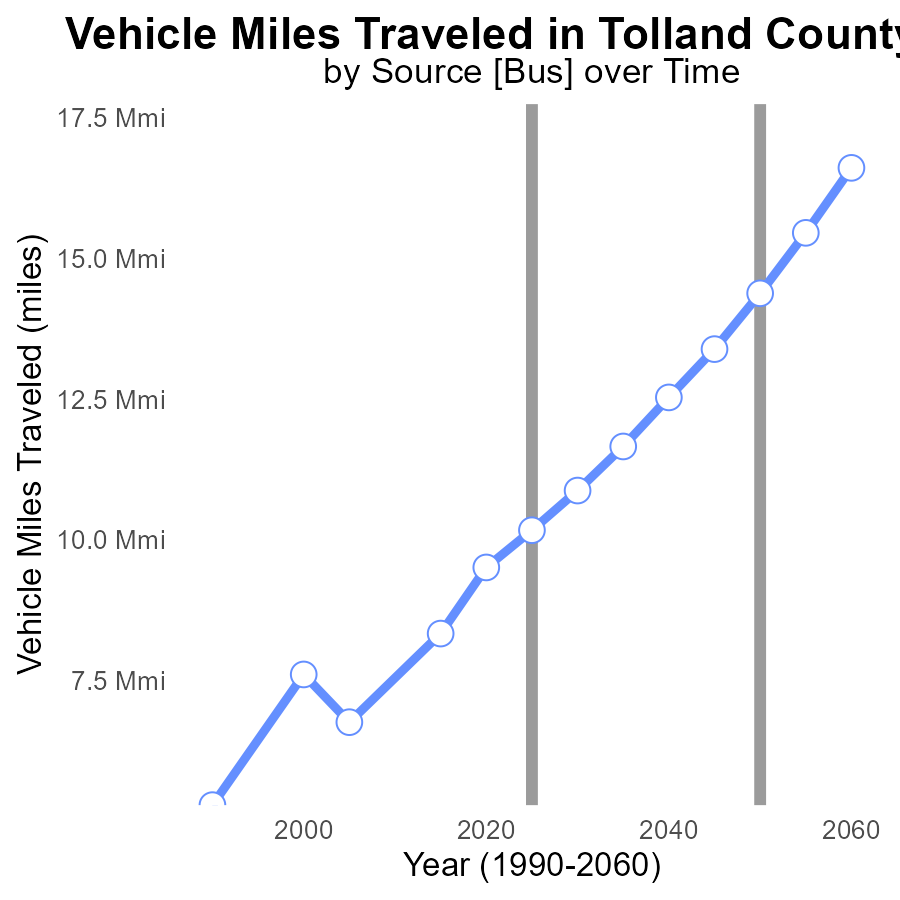 Vehicle Miles Traveled in Tolland County
by Source [Bus] over Time
17.5 Mmi
15.0 Mmi
12.5 Mmi
10.0 Mmi
7.5 Mmi
Vehicle Miles Traveled (miles)
2000
2020
2040
2060
Year (1990-2060)